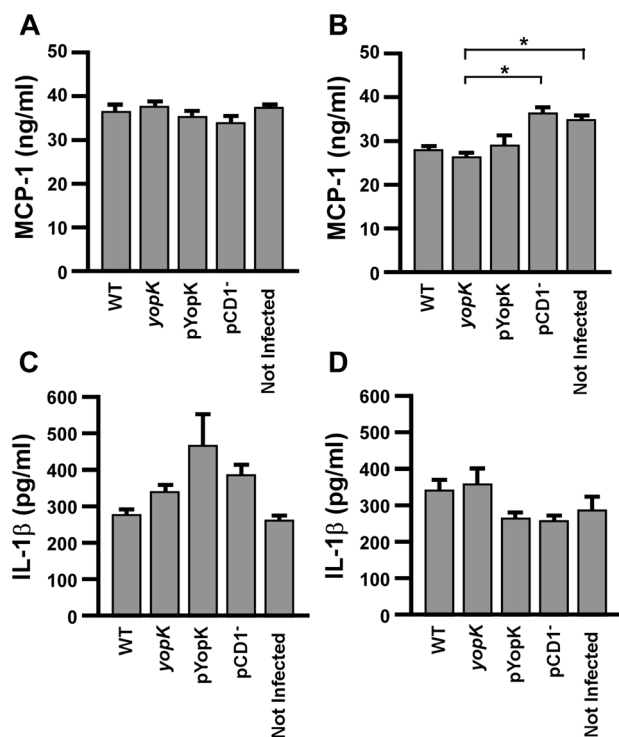 A
MCP-1 (ng/ml)
50
40
30
20
10
0
WT
yopK
pYopK
pCD1-
Not Infected
B
MCP-1 (ng/ml)
50
40
30
20
10
0
*
*
WT
yopK
pYopK
pCD1-
Not Infected
C
IL-1β (pg/ml)
600
500
400
300
200
100
0
WT
yopK
pYopK
pCD1-
Not Infected
D
IL-1β (pg/ml)
600
500
400
300
200
100
0
WT
yopK
pYopK
pCD1-
Not Infected